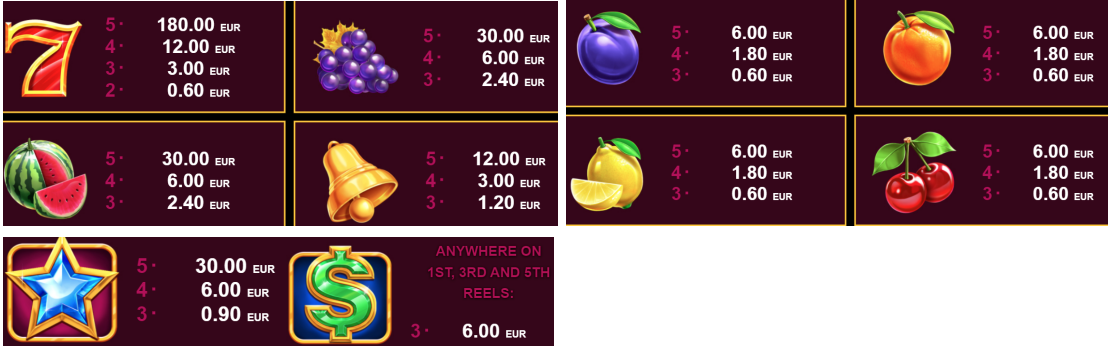 5· 180.00 EUR
4· 12.00 EUR
3· 3.00 EUR
2· 0.60 EUR
5· 30.00 EUR
4· 6.00 EUR
3· 2.40 EUR
5· 6.00 EUR
4· 1.80 EUR
3· 0.60 EUR
5· 6.00 EUR
4· 1.80 EUR
3· 0.60 EUR
5· 30.00 EUR
4· 6.00 EUR
3· 2.40 EUR
5· 12.00 EUR
4· 3.00 EUR
3· 1.20 EUR
5· 6.00 EUR
4· 1.80 EUR
3· 0.60 EUR
5· 6.00 EUR
4· 1.80 EUR
3· 0.60 EUR
5· 30.00 EUR
4· 6.00 EUR
3· 0.90 EUR
ANYWHERE ON
1ST, 3RD AND 5TH
REELS:
3· 6.00 EUR